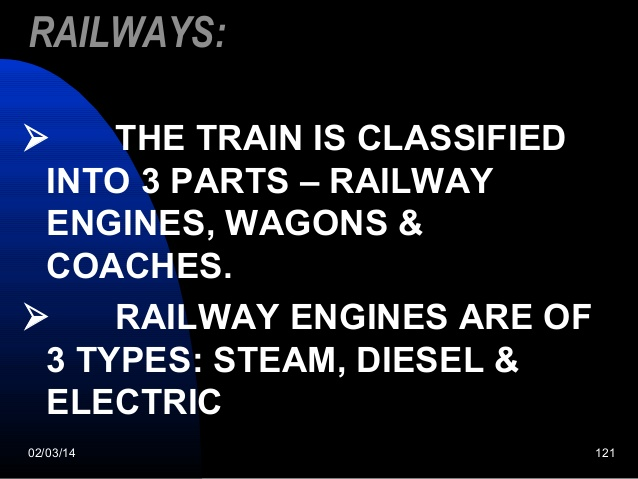 RAILWAYS:
➢ THE TRAIN IS CLASSIFIED
INTO 3 PARTS – RAILWAY
ENGINES, WAGONS &
COACHES.
➢ RAILWAY ENGINES ARE OF
3 TYPES: STEAM, DIESEL &
ELECTRIC
02/03/14 121